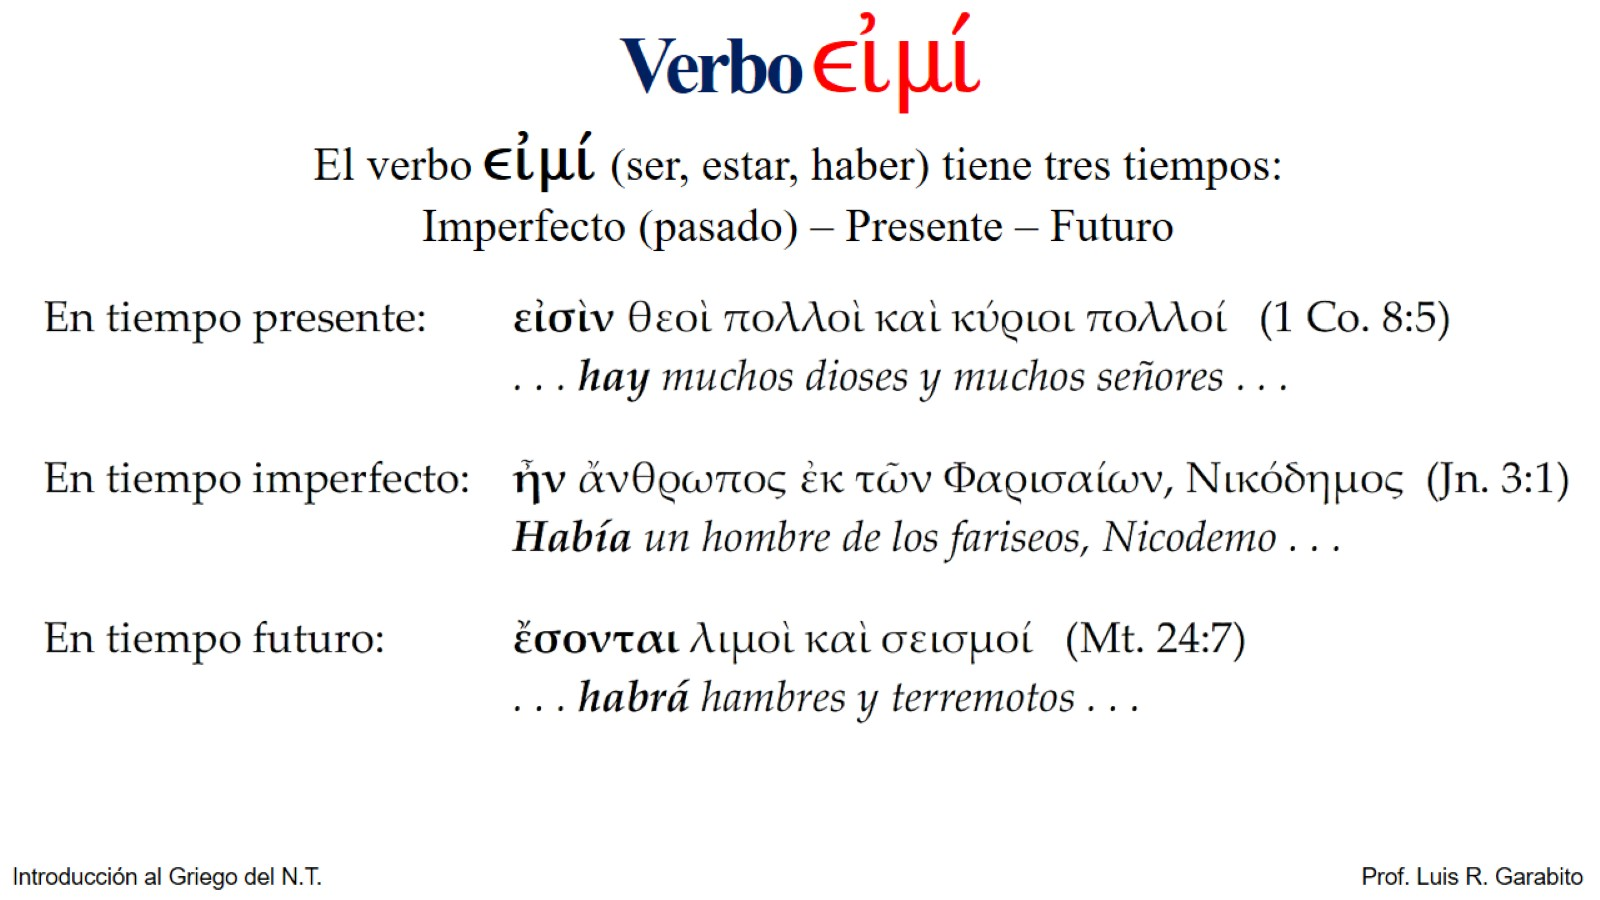 Verbo εἰμί
El verbo εἰμί (ser, estar, haber) tiene tres tiempos:
Imperfecto (pasado) – Presente – Futuro
En tiempo presente: εἰσὶν θεοὶ πολλοὶ καὶ κύριοι πολλοί (1 Co. 8:5)
. . . hay muchos dioses y muchos señores . . .
En tiempo imperfecto: ἦν ἄνθρωπος ἐκ τῶν Φαρισαίων, Νικόδημος (Jn. 3:1)
Había un hombre de los fariseos, Nicodemo . . .
En tiempo futuro: ἔσονται λιμοὶ καὶ σεισμοί (Mt. 24:7)
. . . habrá hambres y terremotos . . .
Introducción al Griego del N.T. Prof. Luis R. Garabito